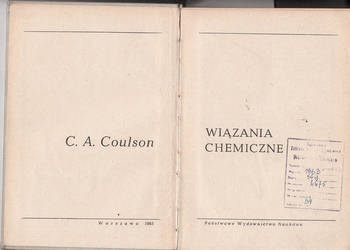 C. A. Coulson
Warszawa 1963
WIĄZANIA
CHEMICZNE
Państwowe Wydawnictwo Naukowe